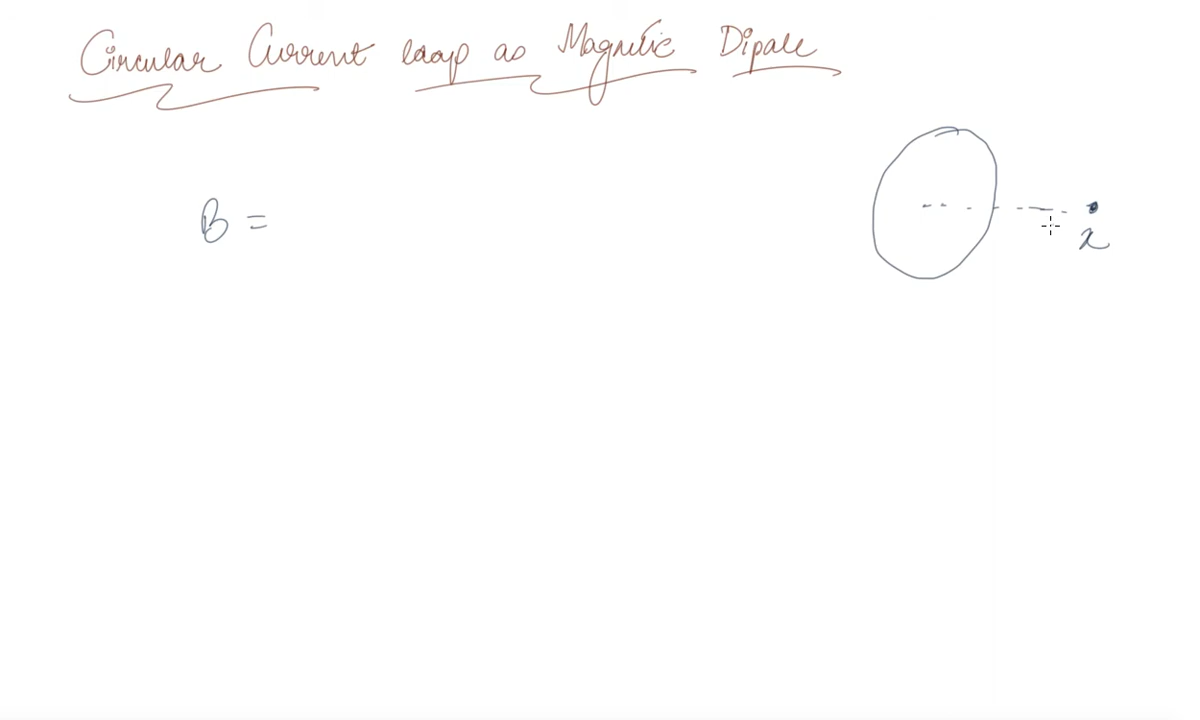 Circular Current loop as Magnetic Dipole
B =
x